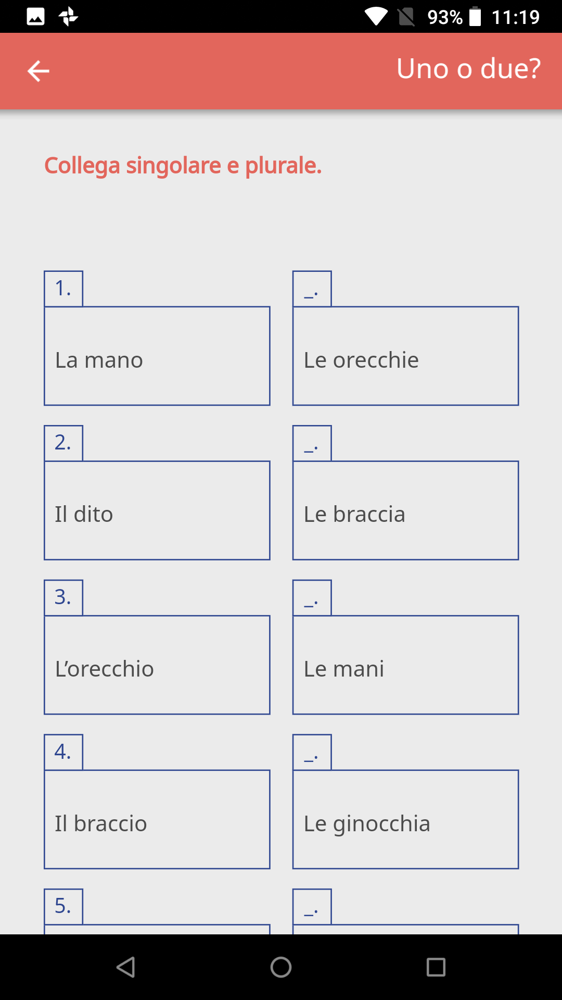 93% 11:19
Uno o due?
Collega singolare e plurale.
1. _.
La mano Le orecchie
2. _.
Il dito Le braccia
3. _.
L’orecchio Le mani
4. _.
Il braccio Le ginocchia
5. _.